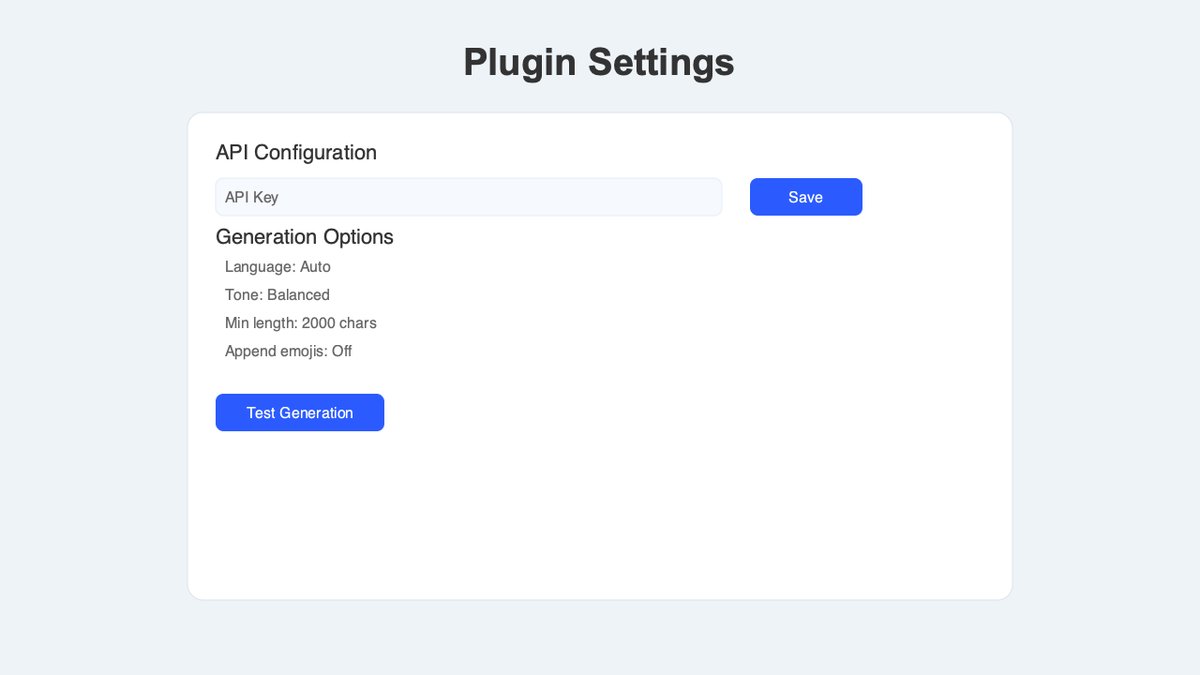 Plugin Settings
API Configuration
API Key
Save
Generation Options
Language: Auto
Tone: Balanced
Min length: 2000 chars
Append emojis: Off
Test Generation